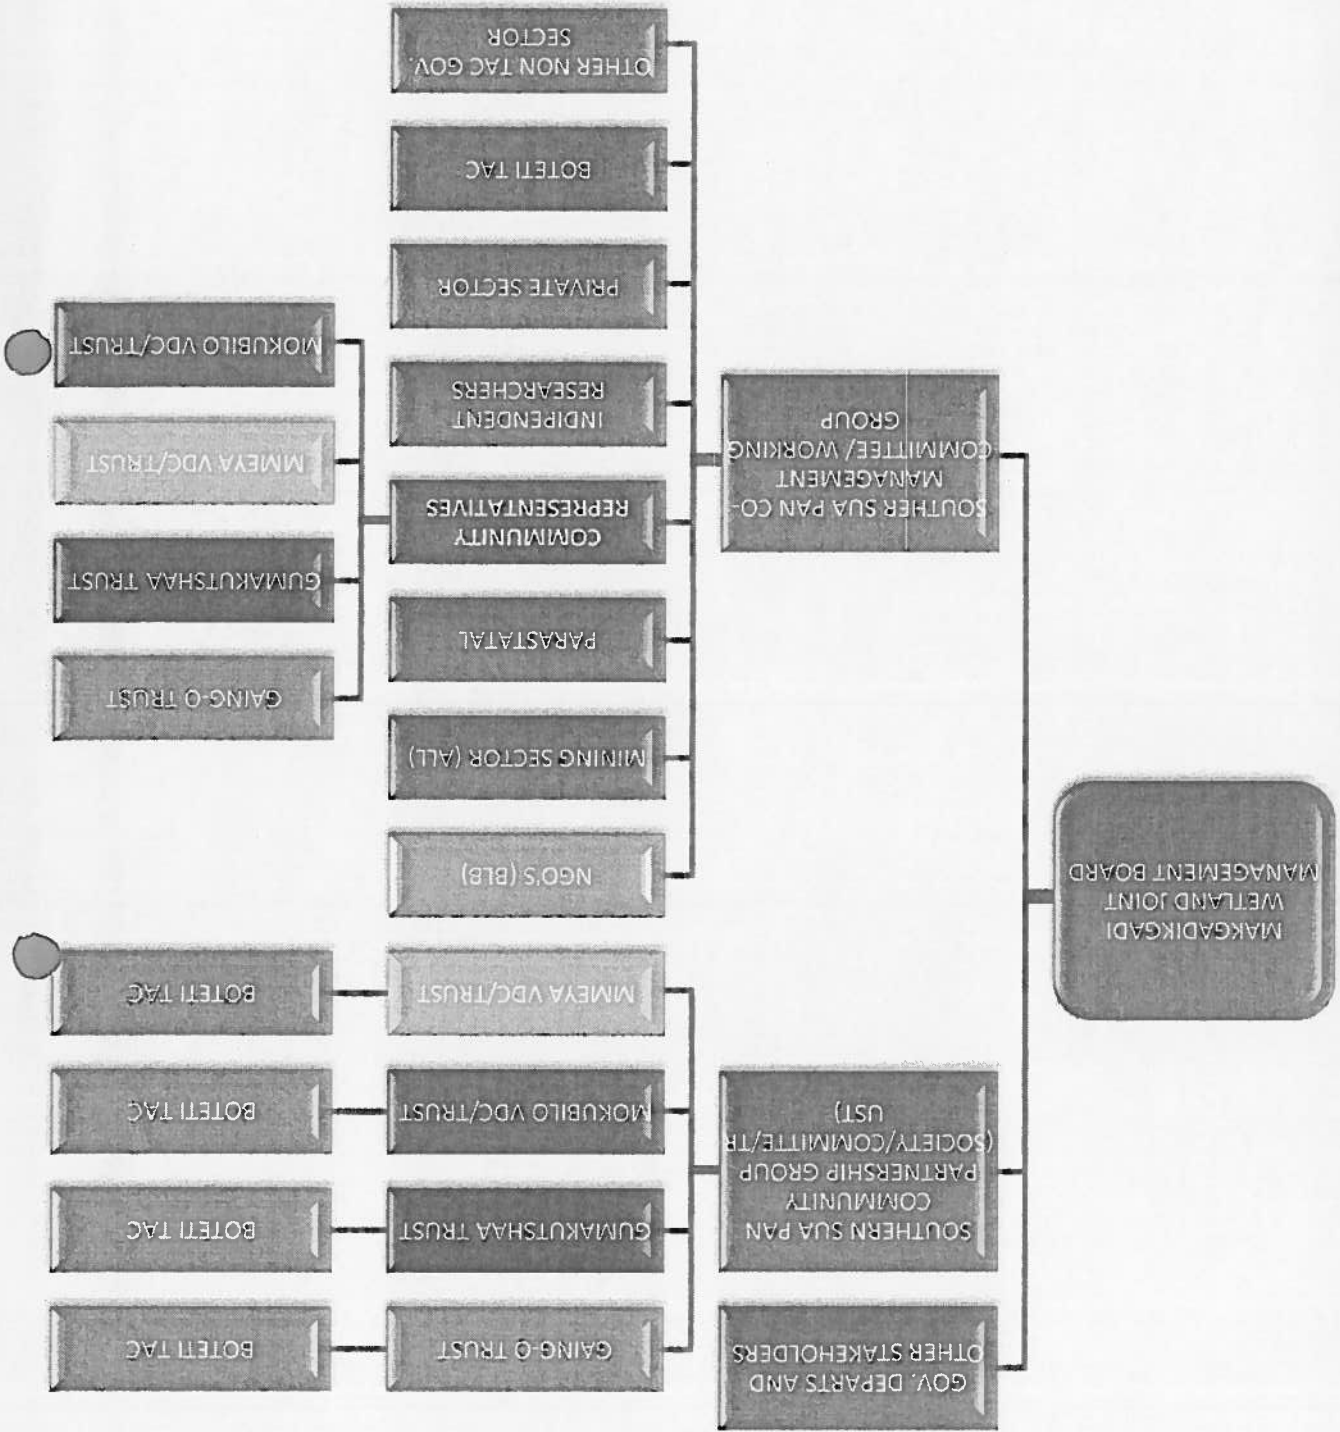 MAKGADIKGADI
WETLAND JOINT
MANAGEMENT BOARD
GOV. DEPARTS AND
OTHER STAKEHOLDERS
SOUTHERN SUA PAN
COMMUNITY
PARTNERSHIP GROUP
(SOCIETY/COMMITTE/TR
UST)
GAING-O TRUST
BOTETI TAC
GUMAKUTSHAA TRUST
BOTETI TAC
MOKUBILO VDC/TRUST
BOTETI TAC
MMEYA VDC/TRUST
BOTETI TAC
SOUTHER SUA PAN CO-
MANAGEMENT
COMMITTEE/ WORKING
GROUP
NGO'S (BLB)
MINING SECTOR (ALL)
PARASTATAL
COMMUNITY
REPRESENTATIVES
GAING-O TRUST
GUMAKUTSHAA TRUST
MMEYA VDC/TRUST
MOKUBILO VDC/TRUST
INDIPENDENT
RESEARCHERS
PRIVATE SECTOR
BOTETI TAC
OTHER NON TAC GOV.
SECTOR